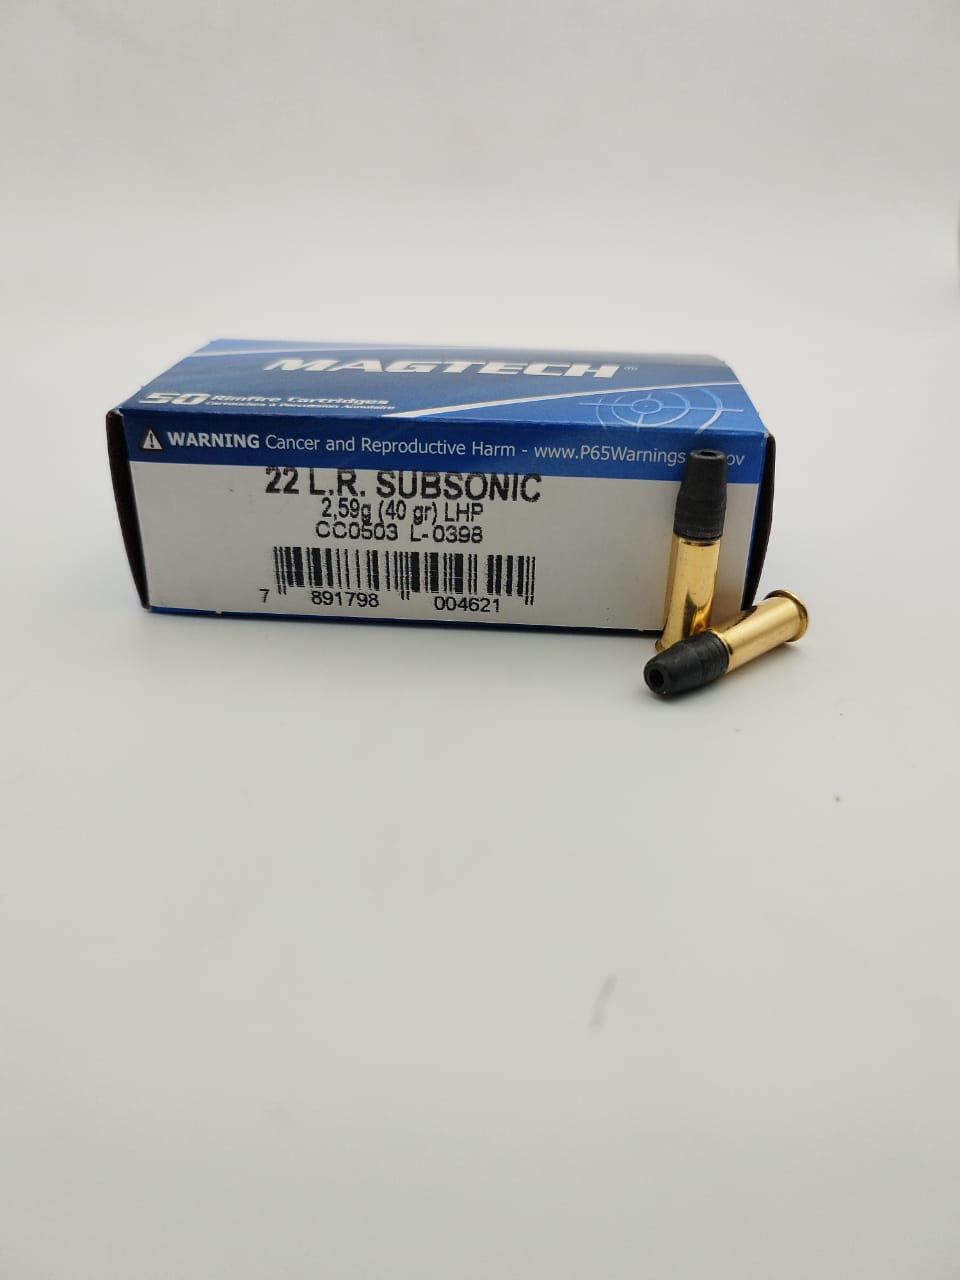 MAGTECH®
50 Rimfire Cartridges
Cartouches à Percussion Annulaire
WARNING Cancer and Reproductive Harm - www.P65Warnings ov
22 L.R. SUBSONIC
2,59g (40 gr) LHP
CC0503 L-0398
7 891798 004621